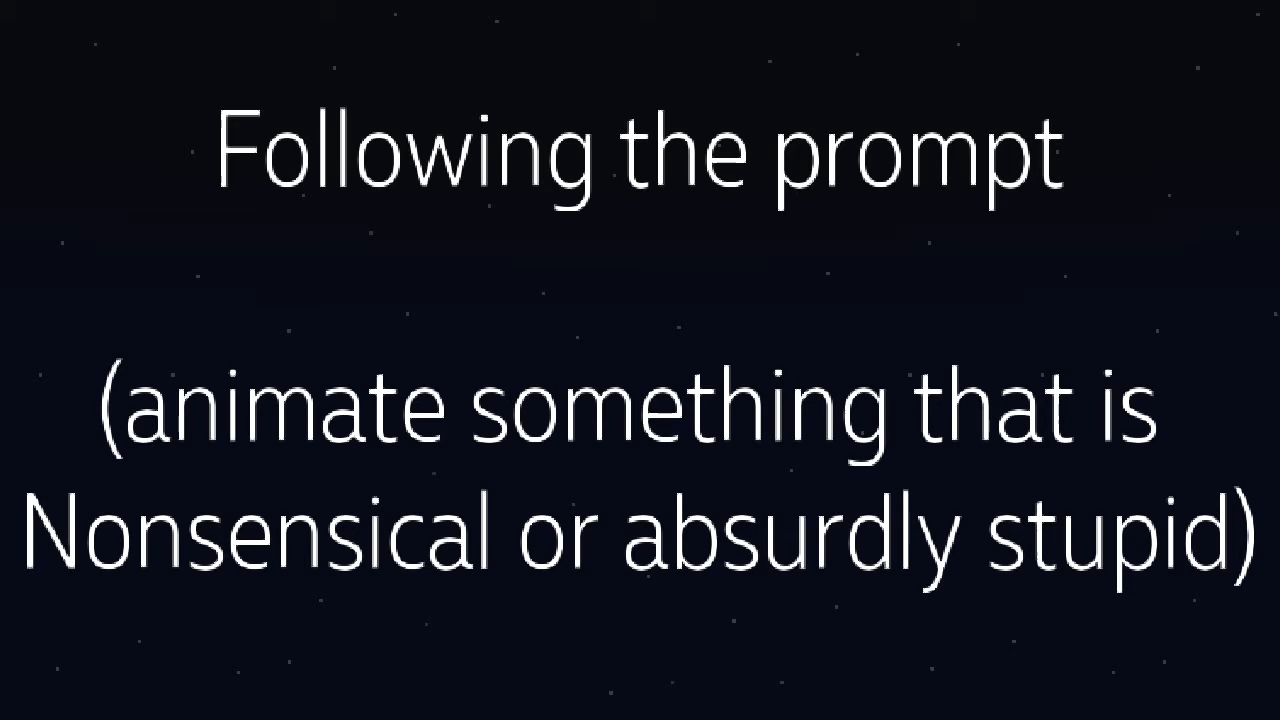 Following the prompt
(animate something that is
Nonsensical or absurdly stupid)